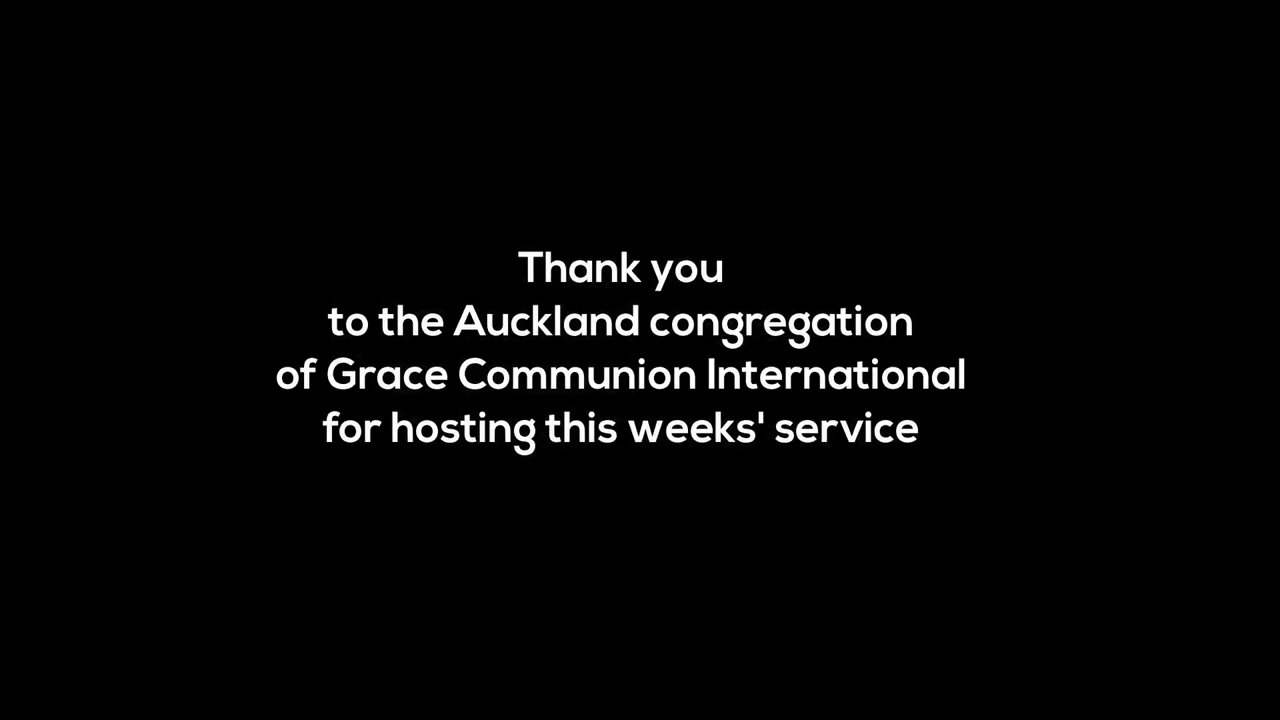 Thank you
to the Auckland congregation
of Grace Communion International
for hosting this weeks' service